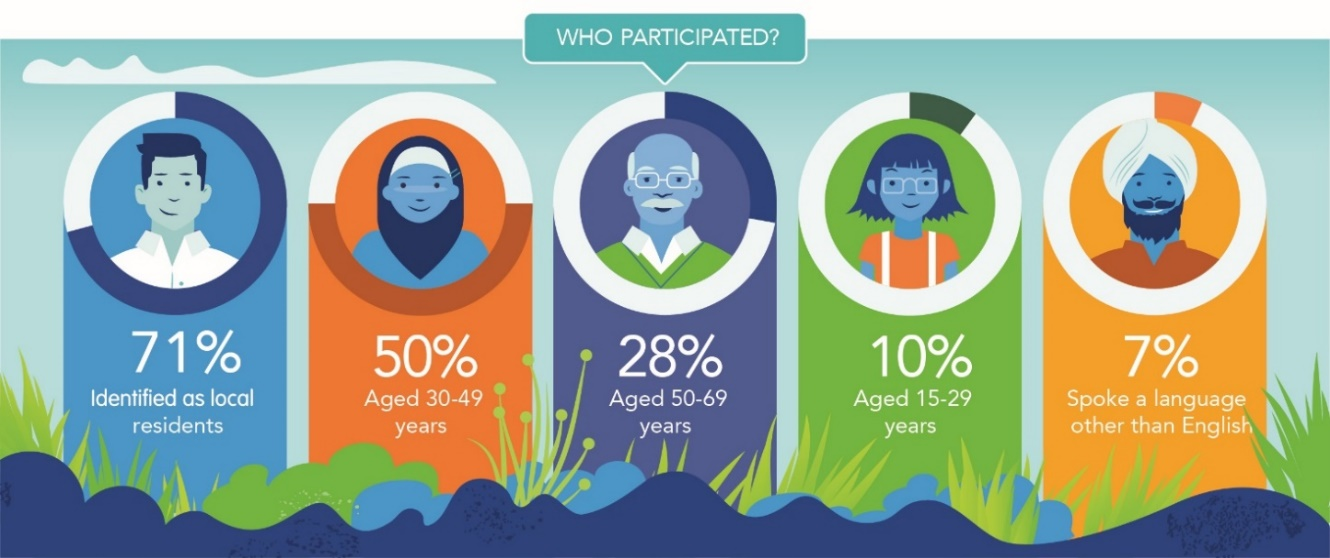 WHO PARTICIPATED?
71%
Identified as local
residents
50%
Aged 30-49
years
28%
Aged 50-69
years
10%
Aged 15-29
years
7%
Spoke a language
other than English